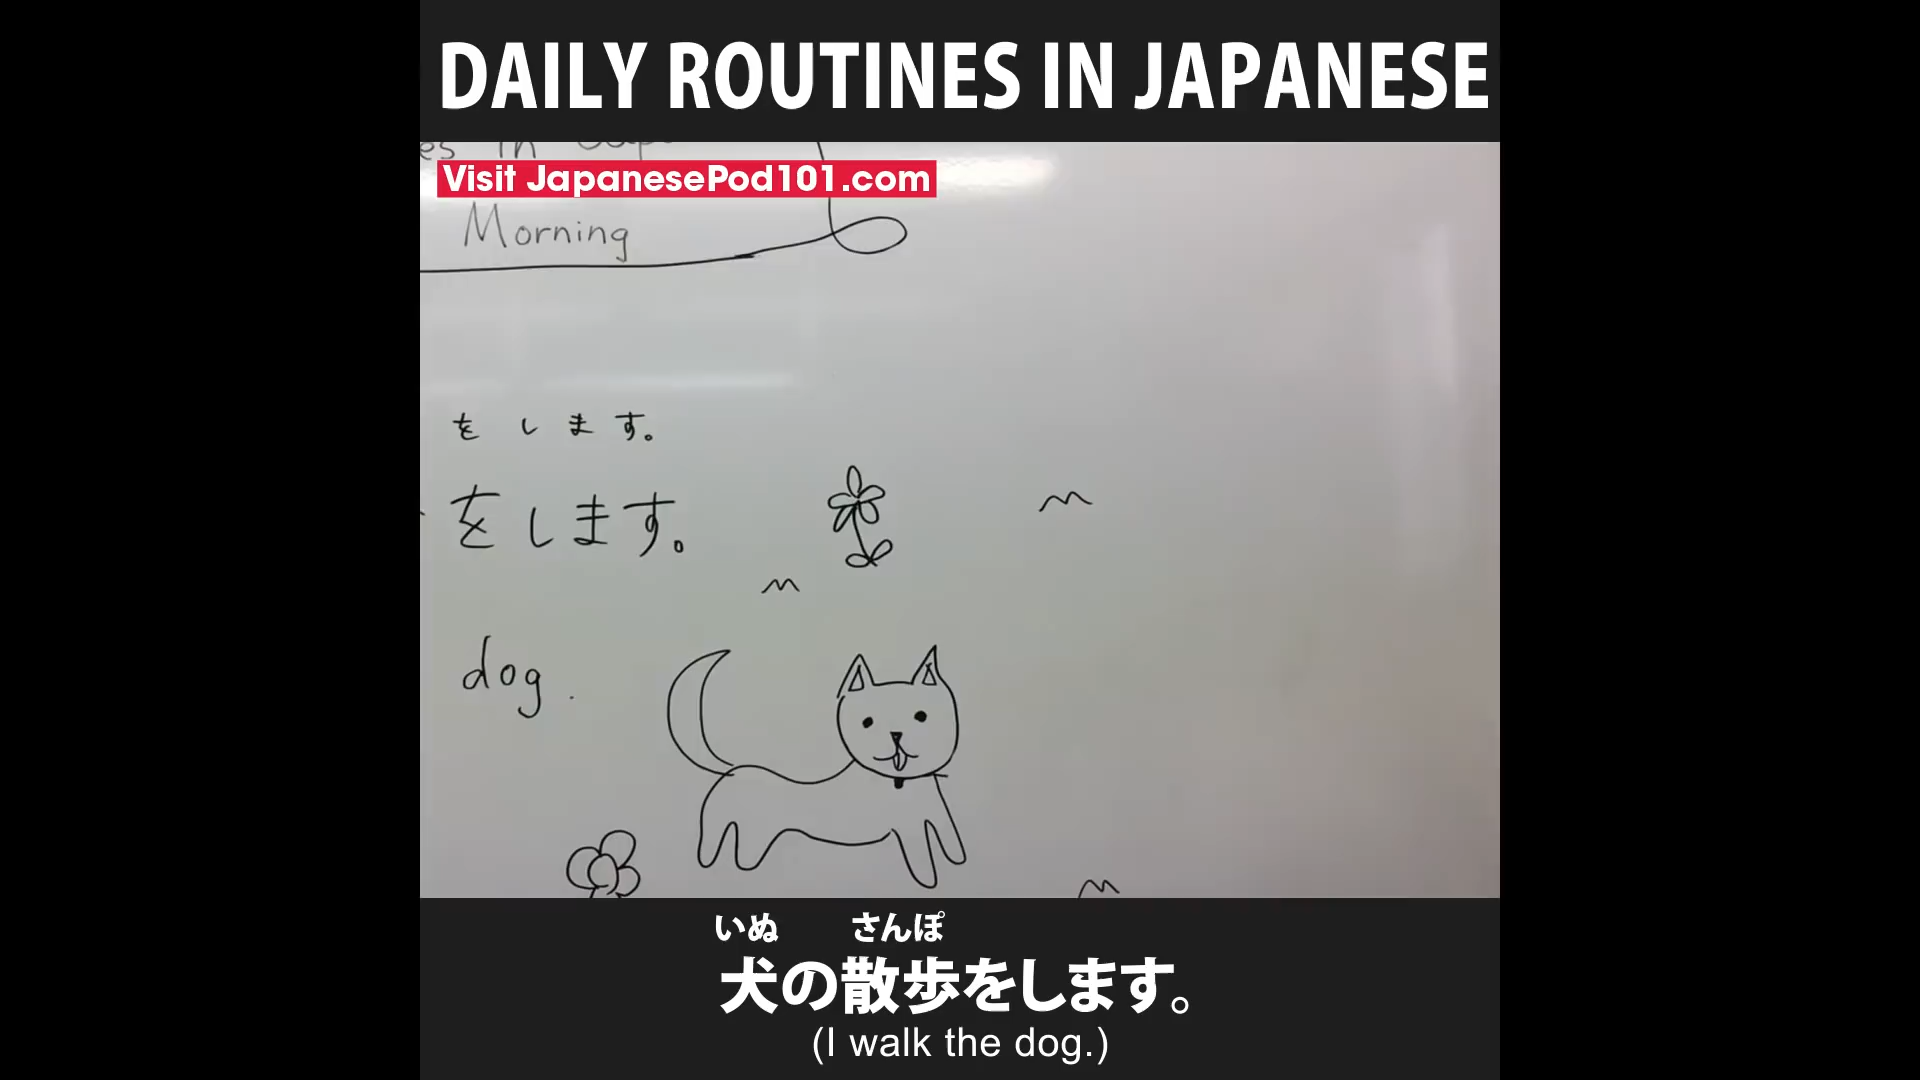 DAILY ROUTINES IN JAPANESE
Visit JapanesePod101.com
Morning
をします。
をします。
dog.
いぬ さんぽ
犬の散歩をします。
(I walk the dog.)